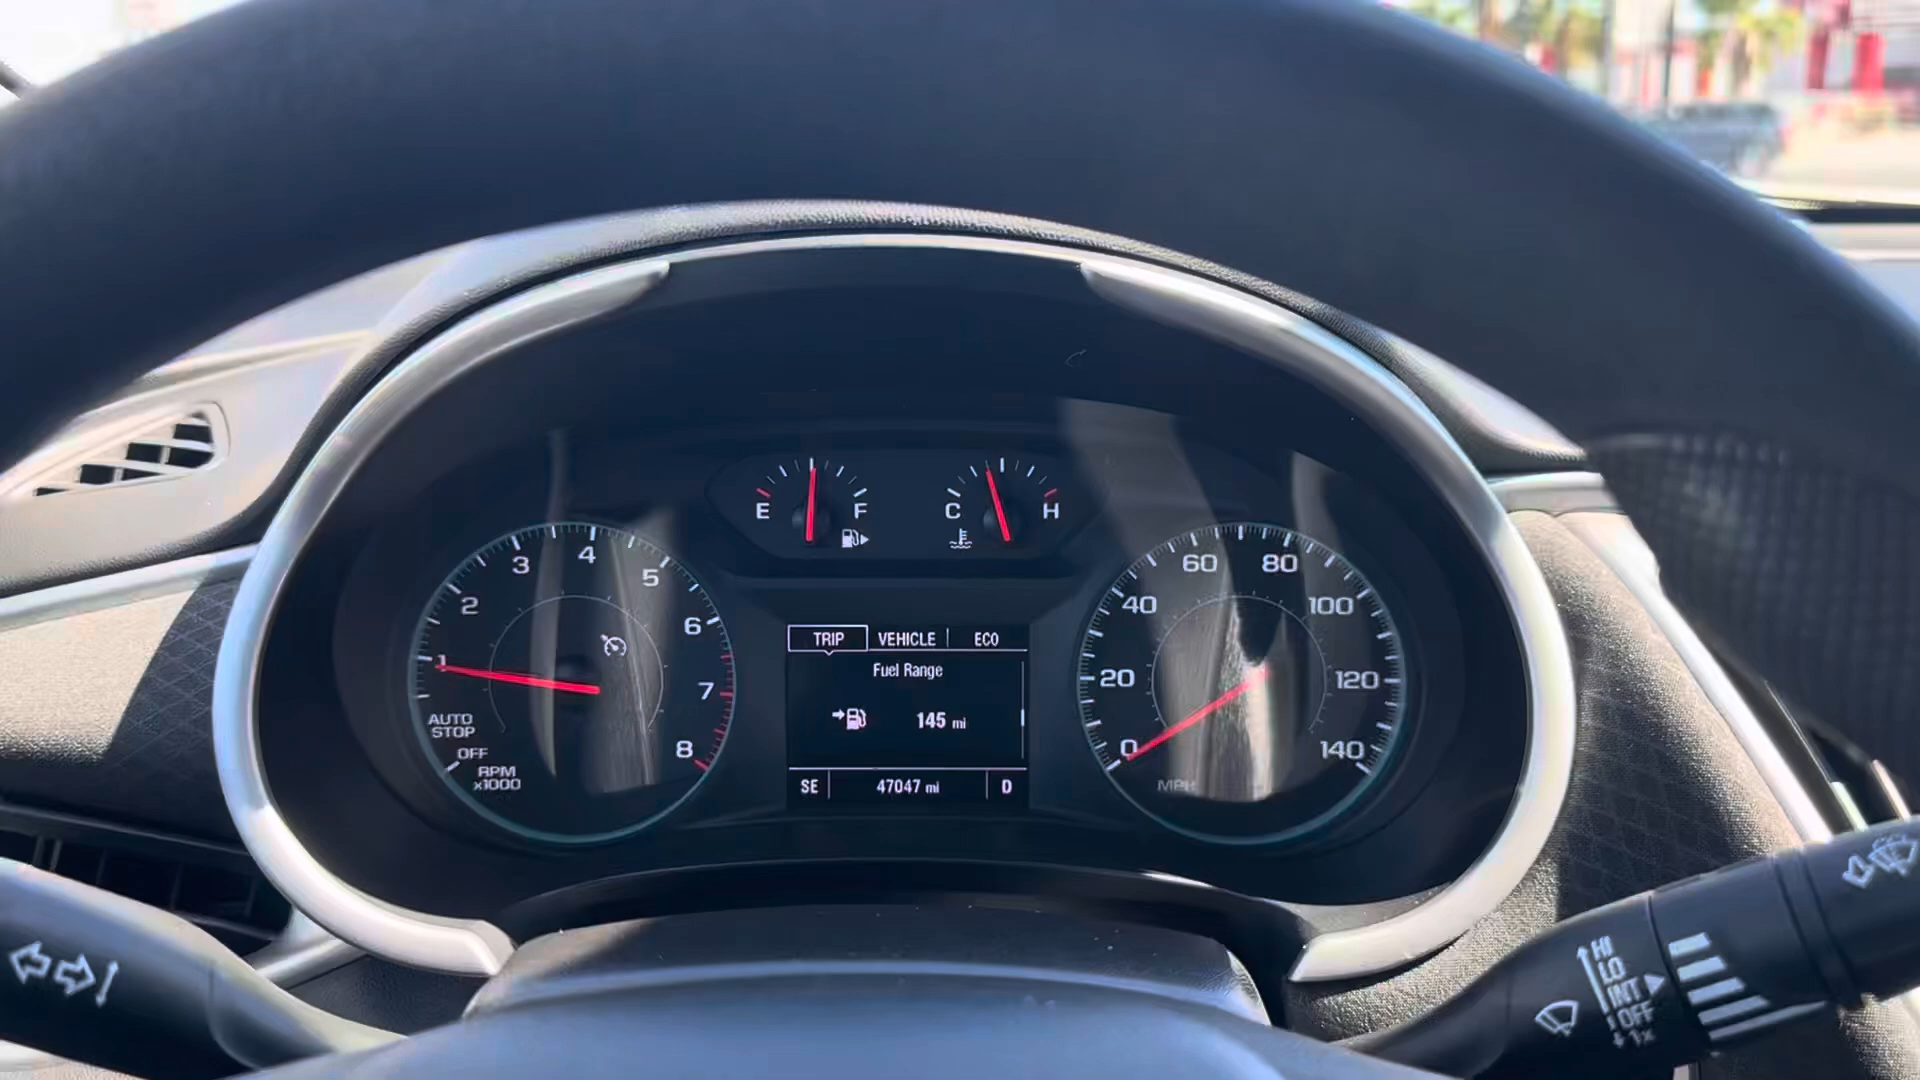 E F
C H
1 2 3 4 5 6 7 8
AUTO
STOP
OFF
RPM
x1000
TRIP VEHICLE ECO
Fuel Range
145 mi
SE 47047 mi D
0 20 40 60 80 100 120 140
MPH
HI
LO
INT
OFF
1x